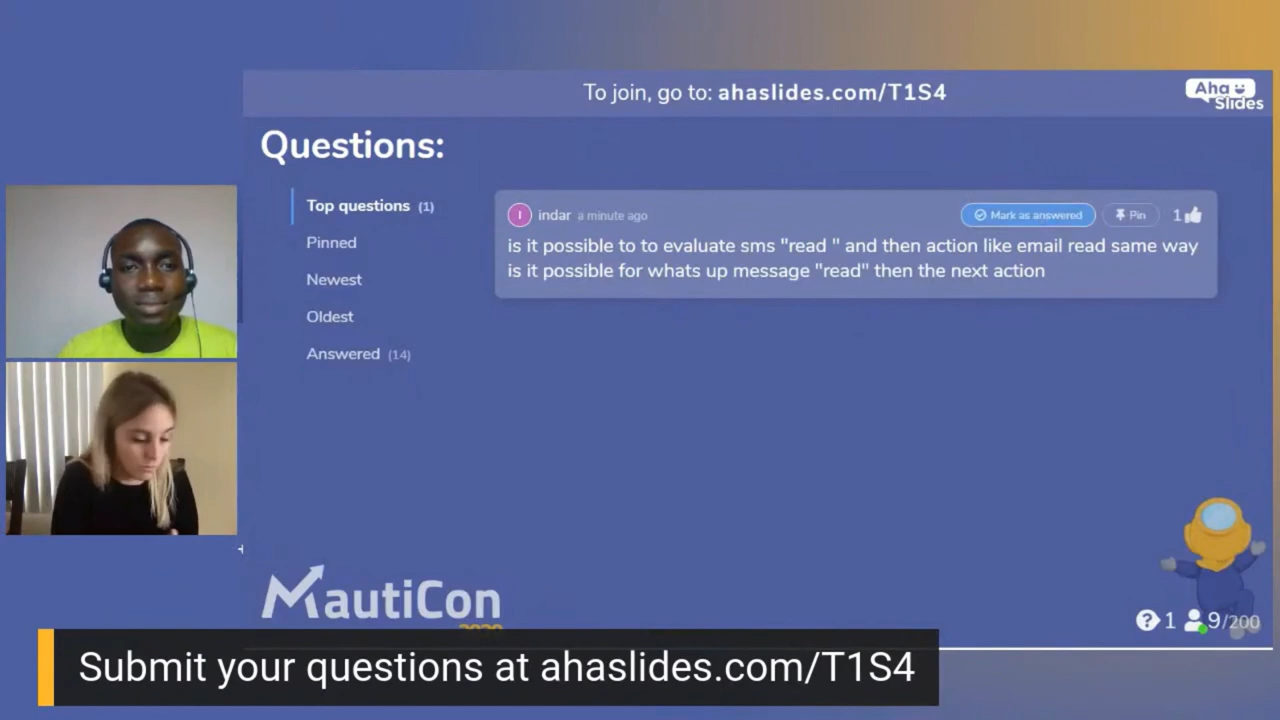 To join, go to: ahaslides.com/T1S4
Aha
Slides
Questions:
Top questions (1)
Pinned
Newest
Oldest
Answered (14)
I indar a minute ago
Mark as answered
Pin
1
is it possible to to evaluate sms "read " and then action like email read same way
is it possible for whats up message "read" then the next action
MautiCon
2020
1
9/200
Submit your questions at ahaslides.com/T1S4